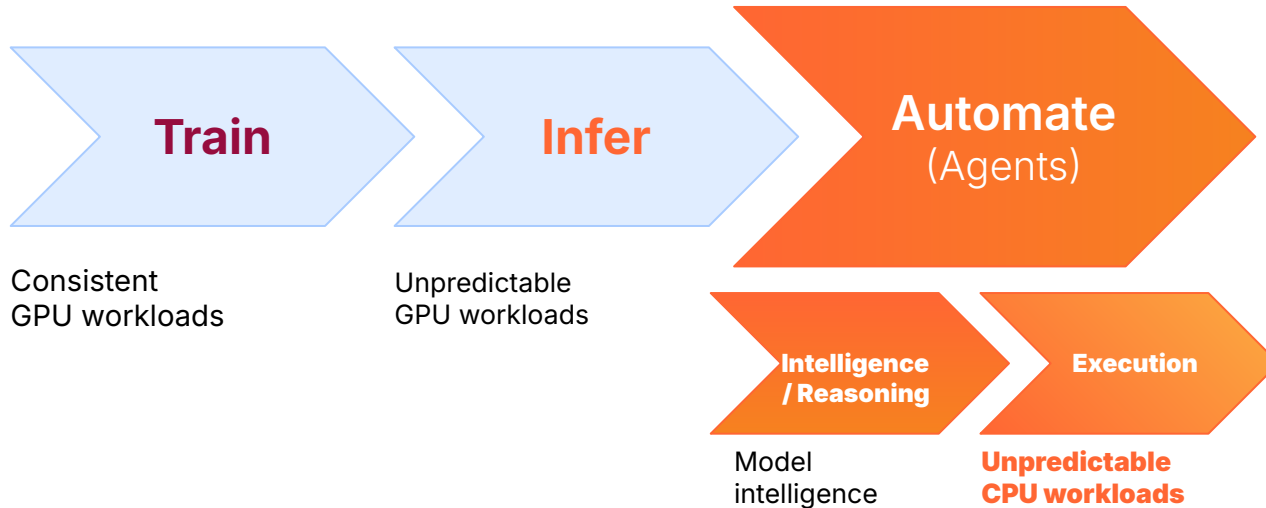 Train
Infer
Automate
(Agents)
Consistent
GPU workloads
Unpredictable
GPU workloads
Intelligence
/ Reasoning
Execution
Model
intelligence
Unpredictable
CPU workloads